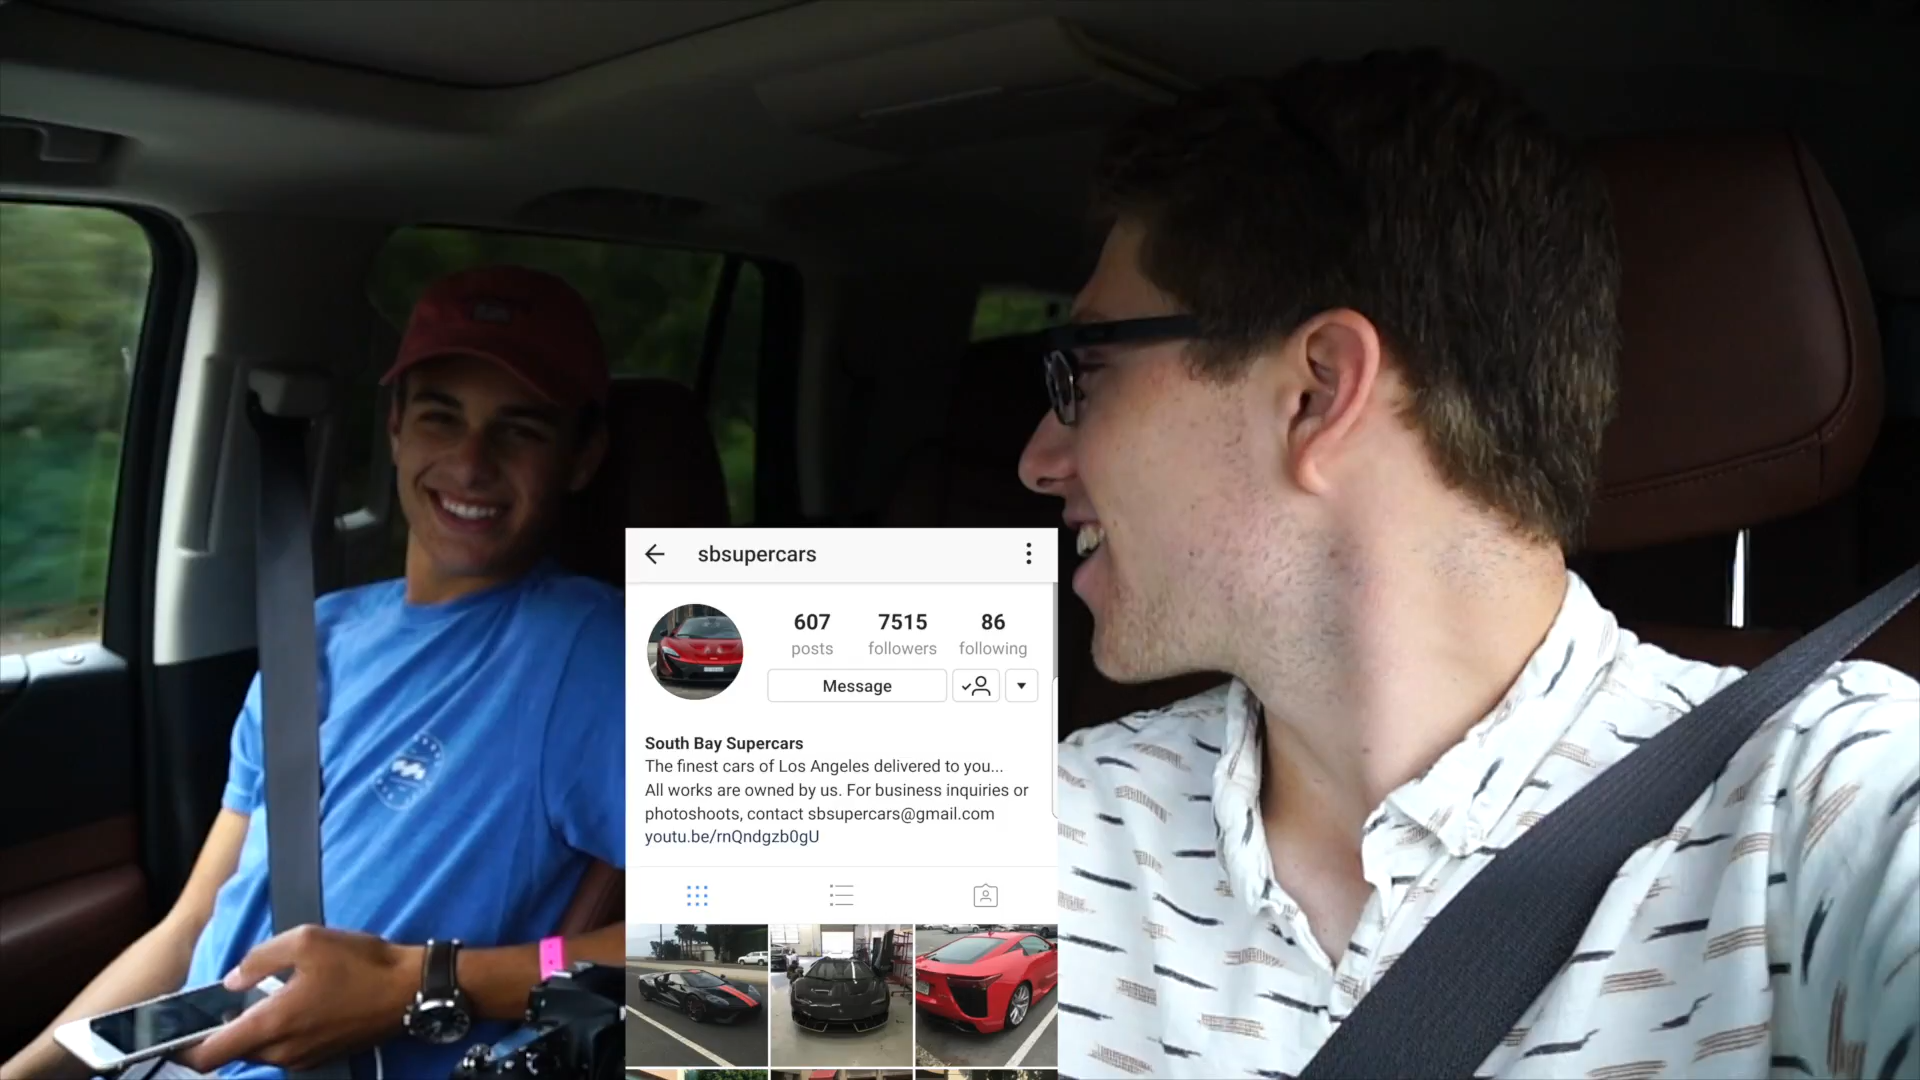 sbsupercars
607 7515 86
posts followers following
Message
South Bay Supercars
The finest cars of Los Angeles delivered to you...
All works are owned by us. For business inquiries or
photoshoots, contact sbsupercars@gmail.com
youtu.be/rnQndgzb0gU